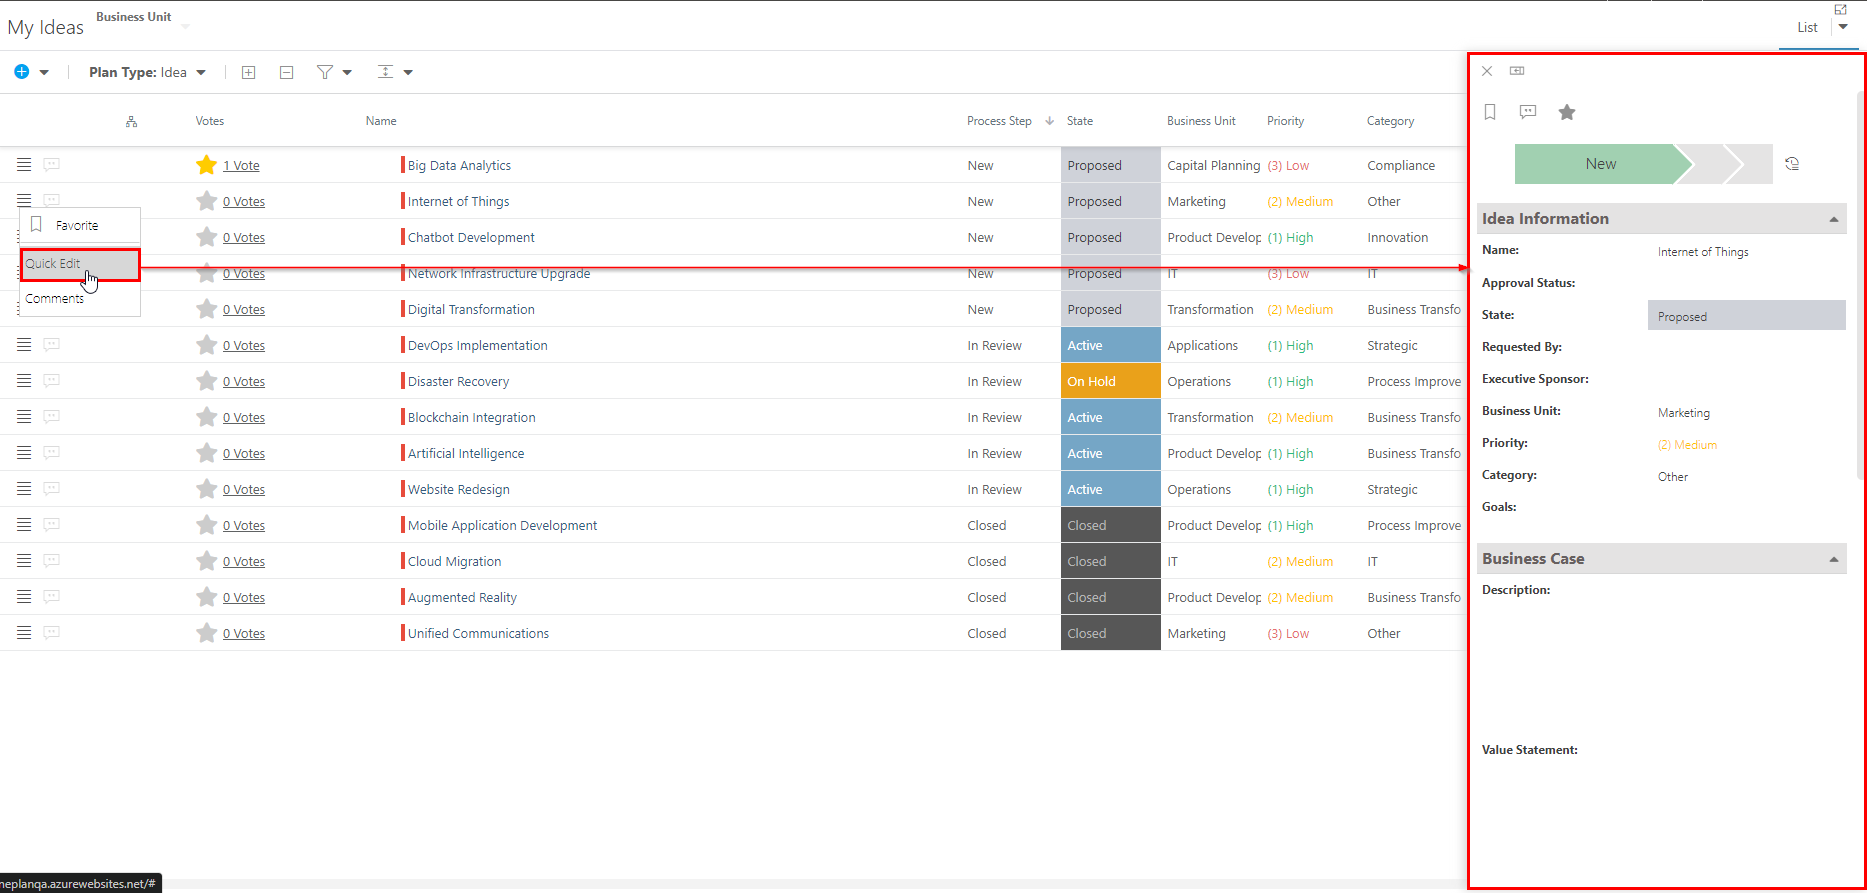 My Ideas
Business Unit
List
Plan Type: Idea
Votes Name Process Step State Business Unit Priority Category
1 Vote Big Data Analytics New Proposed Capital Planning (3) Low Compliance
0 Votes Internet of Things New Proposed Marketing (2) Medium Other
Favorite
0 Votes Chatbot Development New Proposed Product Develop (1) High Innovation
Quick Edit
0 Votes Network Infrastructure Upgrade New Proposed IT (3) Low IT
Comments
0 Votes Digital Transformation New Proposed Transformation (2) Medium Business Transfo
0 Votes DevOps Implementation In Review Active Applications (1) High Strategic
0 Votes Disaster Recovery In Review On Hold Operations (1) High Process Improve
0 Votes Blockchain Integration In Review Active Transformation (2) Medium Business Transfo
0 Votes Artificial Intelligence In Review Active Product Develop (1) High Business Transfo
0 Votes Website Redesign In Review Active Operations (1) High Strategic
0 Votes Mobile Application Development Closed Closed Product Develop (1) High Process Improve
0 Votes Cloud Migration Closed Closed IT (2) Medium IT
0 Votes Augmented Reality Closed Closed Product Develop (2) Medium Business Transfo
0 Votes Unified Communications Closed Closed Marketing (3) Low Other
New
Idea Information
Name: Internet of Things
Approval Status:
State: Proposed
Requested By:
Executive Sponsor:
Business Unit: Marketing
Priority: (2) Medium
Category: Other
Goals:
Business Case
Description:
Value Statement:
neplanqa.azurewebsites.net/#